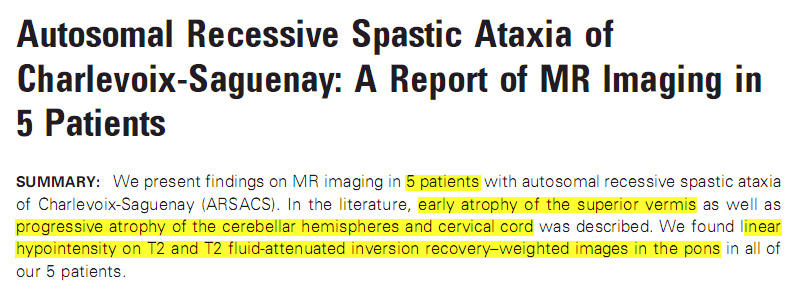 Autosomal Recessive Spastic Ataxia of
Charlevoix-Saguenay: A Report of MR Imaging in
5 Patients
SUMMARY: We present findings on MR imaging in 5 patients with autosomal recessive spastic ataxia
of Charlevoix-Saguenay (ARSACS). In the literature, early atrophy of the superior vermis as well as
progressive atrophy of the cerebellar hemispheres and cervical cord was described. We found linear
hypointensity on T2 and T2 fluid-attenuated inversion recovery–weighted images in the pons in all of
our 5 patients.